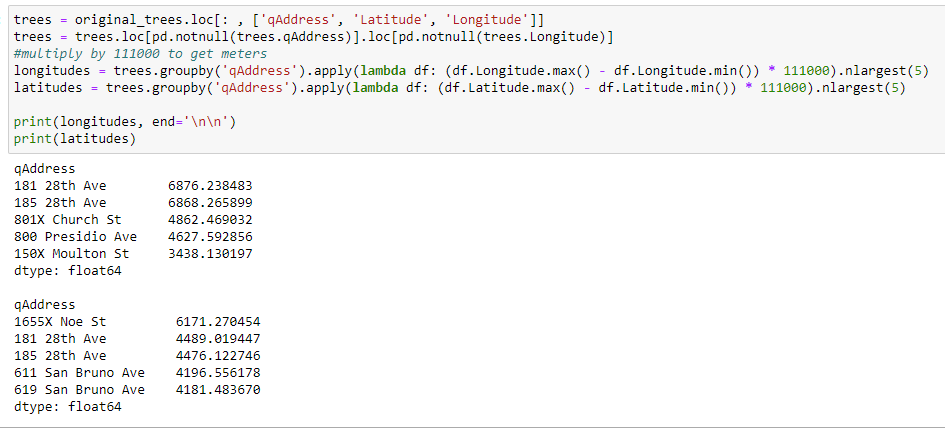 trees = original_trees.loc[: , ['qAddress', 'Latitude', 'Longitude']]
trees = trees.loc[pd.notnull(trees.qAddress)].loc[pd.notnull(trees.Longitude)]
#multiply by 111000 to get meters
longitudes = trees.groupby('qAddress').apply(lambda df: (df.Longitude.max() - df.Longitude.min()) * 111000).nlargest(5)
latitudes = trees.groupby('qAddress').apply(lambda df: (df.Latitude.max() - df.Latitude.min()) * 111000).nlargest(5)
print(longitudes, end='\n\n')
print(latitudes)
qAddress
181 28th Ave 6876.238483
185 28th Ave 6868.265899
801X Church St 4862.469032
800 Presidio Ave 4627.592856
150X Moulton St 3438.130197
dtype: float64
qAddress
1655X Noe St 6171.270454
181 28th Ave 4489.019447
185 28th Ave 4476.122746
611 San Bruno Ave 4196.556178
619 San Bruno Ave 4181.483670
dtype: float64